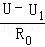 U - U₁
R₀